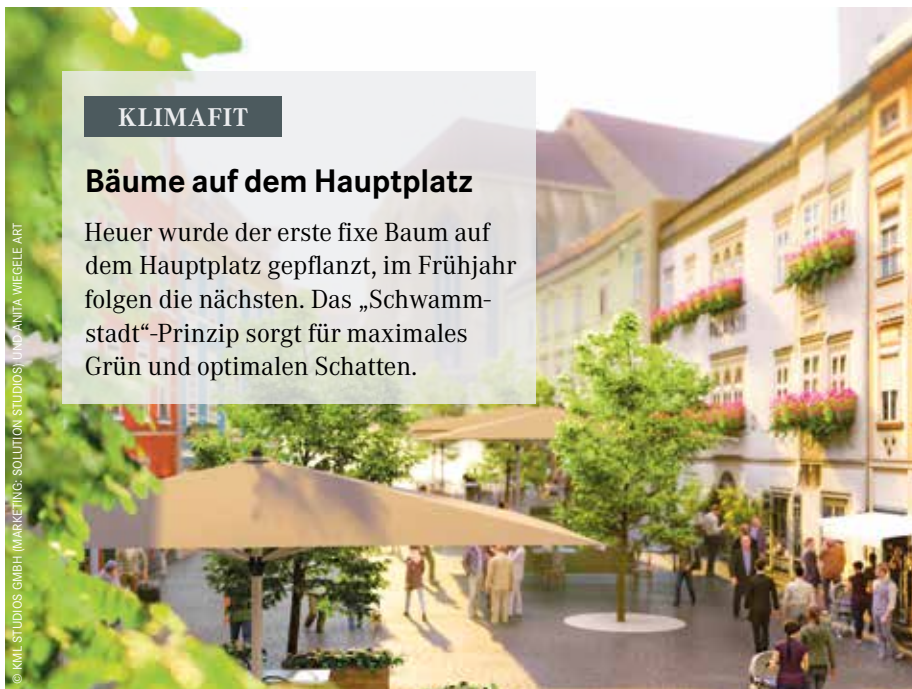 KLIMAFIT
Bäume auf dem Hauptplatz
Heuer wurde der erste fixe Baum auf
dem Hauptplatz gepflanzt, im Frühjahr
folgen die nächsten. Das „Schwamm-
stadt“-Prinzip sorgt für maximales
Grün und optimalen Schatten.
© KML STUDIOS GMBH (MARKETING: SOLUTION STUDIOS) UND ANITA WIEGELE ART